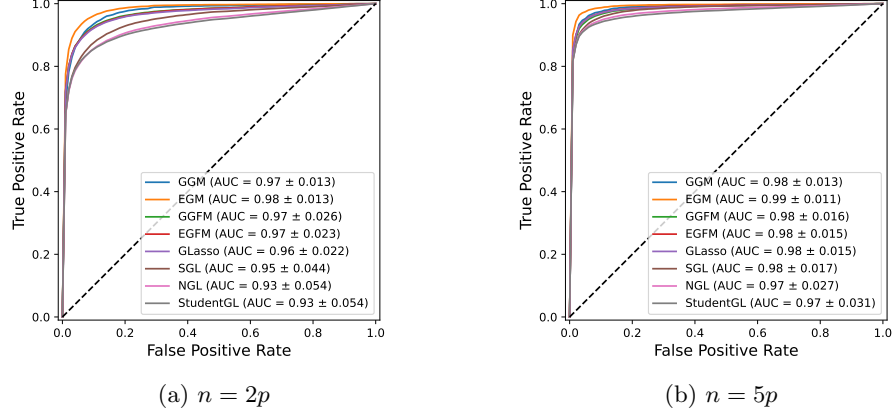 1.0
0.8
0.6
0.4
0.2
0.0
True Positive Rate
GGM (AUC = 0.97 ± 0.013)
EGM (AUC = 0.98 ± 0.013)
GGFM (AUC = 0.97 ± 0.026)
EGFM (AUC = 0.97 ± 0.023)
GLasso (AUC = 0.96 ± 0.022)
SGL (AUC = 0.95 ± 0.044)
NGL (AUC = 0.93 ± 0.054)
StudentGL (AUC = 0.93 ± 0.054)
0.0 0.2 0.4 0.6 0.8 1.0
False Positive Rate
(a) n = 2p
1.0
0.8
0.6
0.4
0.2
0.0
True Positive Rate
GGM (AUC = 0.98 ± 0.013)
EGM (AUC = 0.99 ± 0.011)
GGFM (AUC = 0.98 ± 0.016)
EGFM (AUC = 0.98 ± 0.015)
GLasso (AUC = 0.98 ± 0.015)
SGL (AUC = 0.98 ± 0.017)
NGL (AUC = 0.97 ± 0.027)
StudentGL (AUC = 0.97 ± 0.031)
0.0 0.2 0.4 0.6 0.8 1.0
False Positive Rate
(b) n = 5p